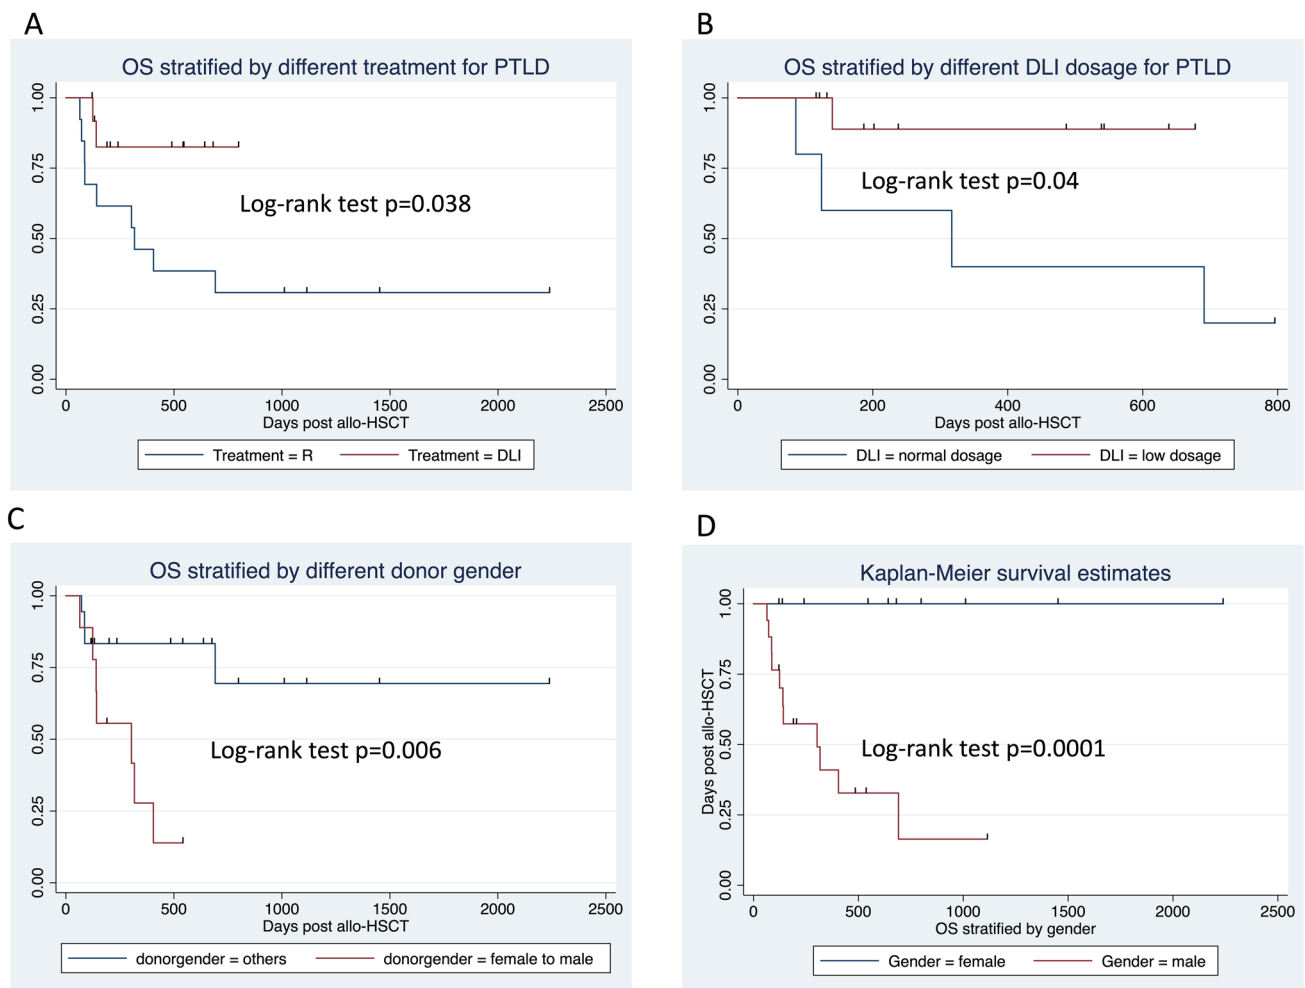 A
OS stratified by different treatment for PTLD
1.00
0.75
0.50
0.25
0.00
Log-rank test p=0.038
0 500 1000 1500 2000 2500
Days post allo-HSCT
Treatment = R Treatment = DLI
B
OS stratified by different DLI dosage for PTLD
1.00
0.75
0.50
0.25
0.00
Log-rank test p=0.04
0 200 400 600 800
Days post allo-HSCT
DLI = normal dosage DLI = low dosage
C
OS stratified by different donor gender
1.00
0.75
0.50
0.25
0.00
Log-rank test p=0.006
0 500 1000 1500 2000 2500
Days post allo-HSCT
donorgender = others donorgender = female to male
D
Kaplan-Meier survival estimates
Days post allo-HSCT
1.00
0.75
0.50
0.25
0.00
Log-rank test p=0.0001
0 500 1000 1500 2000 2500
OS stratified by gender
Gender = female Gender = male